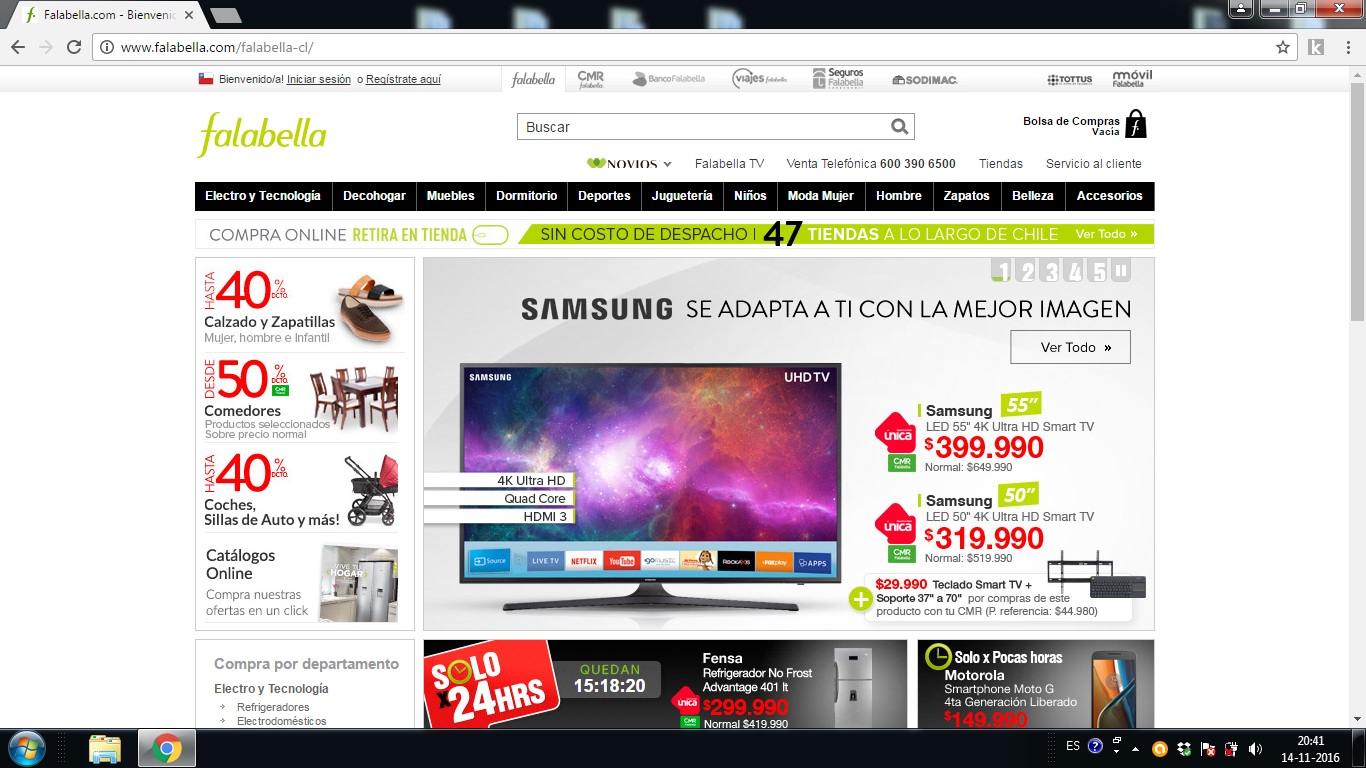 Falabella.com - Bienvenid
www.falabella.com/falabella-cl/
Bienvenido/a! Iniciar sesión o Regístrate aquí
falabella CMR falabella. BancoFalabella VIAJES falabella. Seguros Falabella SODIMAC. TOTTUS móvil Falabella
falabella
Buscar
Bolsa de Compras
Vacía
NOVIOS Falabella TV Venta Telefónica 600 390 6500 Tiendas Servicio al cliente
Electro y Tecnología Decohogar Muebles Dormitorio Deportes Juguetería Niños Moda Mujer Hombre Zapatos Belleza Accesorios
COMPRA ONLINE RETIRA EN TIENDA SIN COSTO DE DESPACHO 47 TIENDAS A LO LARGO DE CHILE Ver Todo »
HASTA 40% DCTO.
Calzado y Zapatillas
Mujer, hombre e Infantil
DESDE 50% DCTO.
CMR
Comedores
Productos seleccionados
Sobre precio normal
HASTA 40% DCTO.
Coches,
Sillas de Auto y más!
Catálogos
Online
Compra nuestras
ofertas en un click
VIVE TU HOGAR
1 2 3 4 5
SAMSUNG SE ADAPTA A TI CON LA MEJOR IMAGEN
Ver Todo »
SAMSUNG UHD TV
4K Ultra HD
Quad Core
HDMI 3
Source LIVE TV NETFLIX YouTube ROCKAXIS FOXplay APPS
Samsung 55”
LED 55" 4K Ultra HD Smart TV
única
$399.990
CMR Falabella
Normal: $649.990
Samsung 50”
LED 50" 4K Ultra HD Smart TV
única
$319.990
CMR Falabella
Normal: $519.990
$29.990 Teclado Smart TV +
Soporte 37" a 70" por compras de este
producto con tu CMR (P. referencia: $44.980)
Compra por departamento
Electro y Tecnología
Refrigeradores
Electrodomésticos
SOLO x 24HRS
QUEDAN
15:18:20
Fensa
Refrigerador No Frost
Advantage 401 lt
única
$299.990
CMR
Normal $419.990
Solo x Pocas horas
Motorola
Smartphone Moto G
4ta Generación Liberado
$149.990
ES
20:41
14-11-2016